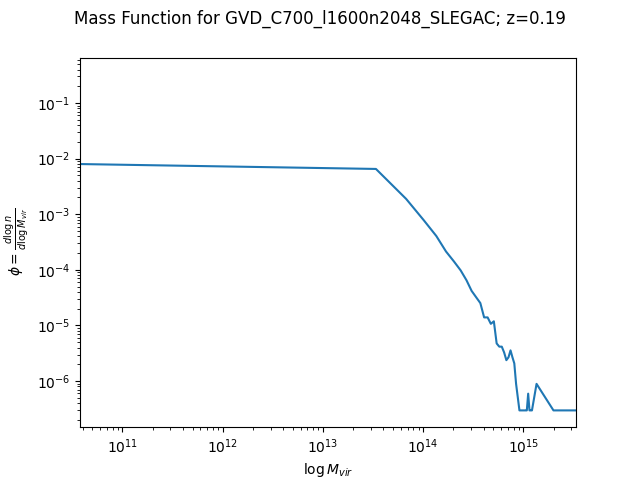 Mass Function for GVD_C700_l1600n2048_SLEGAC; z=0.19
10⁻¹
10⁻²
10⁻³
10⁻⁴
10⁻⁵
10⁻⁶
ϕ = d log n / d log M_vir
10¹¹ 10¹² 10¹³ 10¹⁴ 10¹⁵
log M_vir